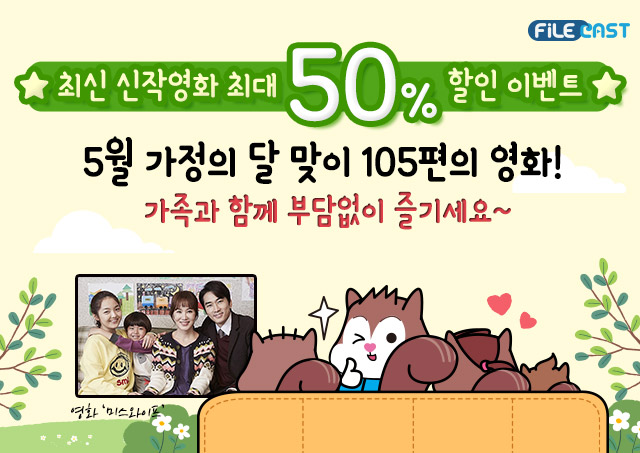 FILECAST
최신 신작영화 최대 50% 할인 이벤트
5월 가정의 달 맞이 105편의 영화!
가족과 함께 부담없이 즐기세요~
영화 '미쓰와이프'